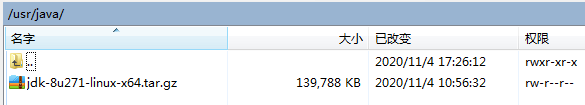 /usr/java/
名字 大小 已改变 权限
.. 2020/11/4 17:26:12 rwxr-xr-x
jdk-8u271-linux-x64.tar.gz 139,788 KB 2020/11/4 10:56:32 rw-r--r--